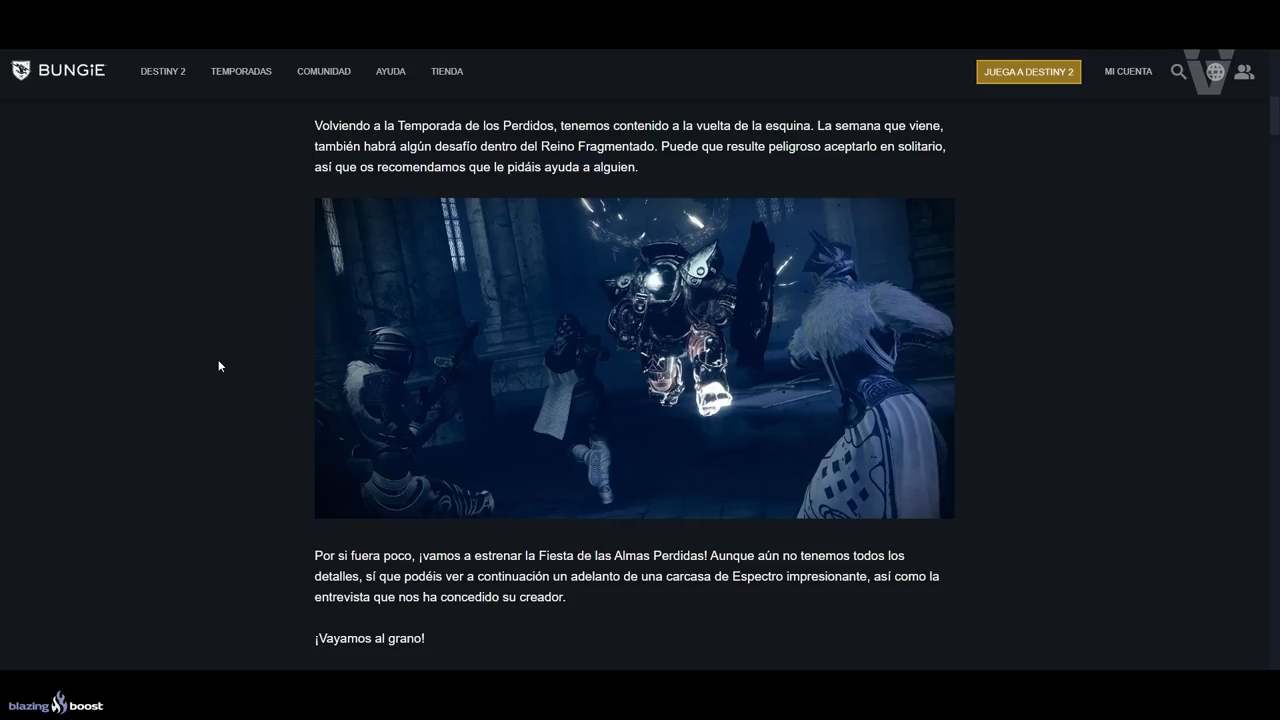 BUNGiE
DESTINY 2
TEMPORADAS
COMUNIDAD
AYUDA
TIENDA
JUEGA A DESTINY 2
MI CUENTA
Volviendo a la Temporada de los Perdidos, tenemos contenido a la vuelta de la esquina. La semana que viene,
también habrá algún desafío dentro del Reino Fragmentado. Puede que resulte peligroso aceptarlo en solitario,
así que os recomendamos que le pidáis ayuda a alguien.
Por si fuera poco, ¡vamos a estrenar la Fiesta de las Almas Perdidas! Aunque aún no tenemos todos los
detalles, sí que podéis ver a continuación un adelanto de una carcasa de Espectro impresionante, así como la
entrevista que nos ha concedido su creador.
¡Vayamos al grano!
blazing boost